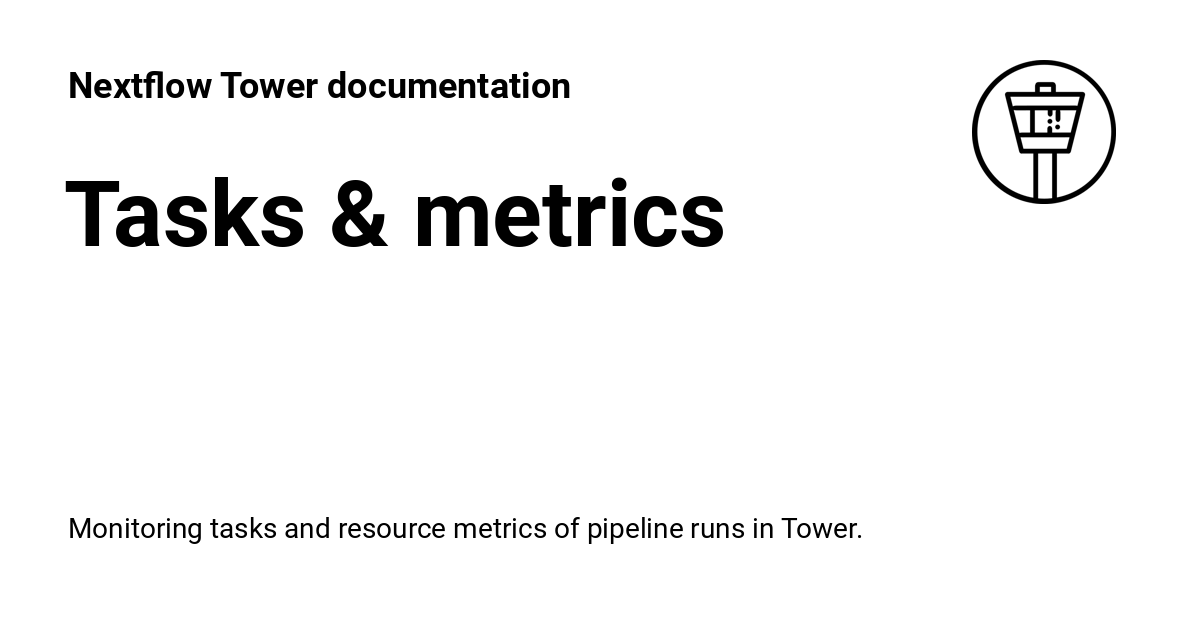 Nextflow Tower documentation
Tasks & metrics
Monitoring tasks and resource metrics of pipeline runs in Tower.